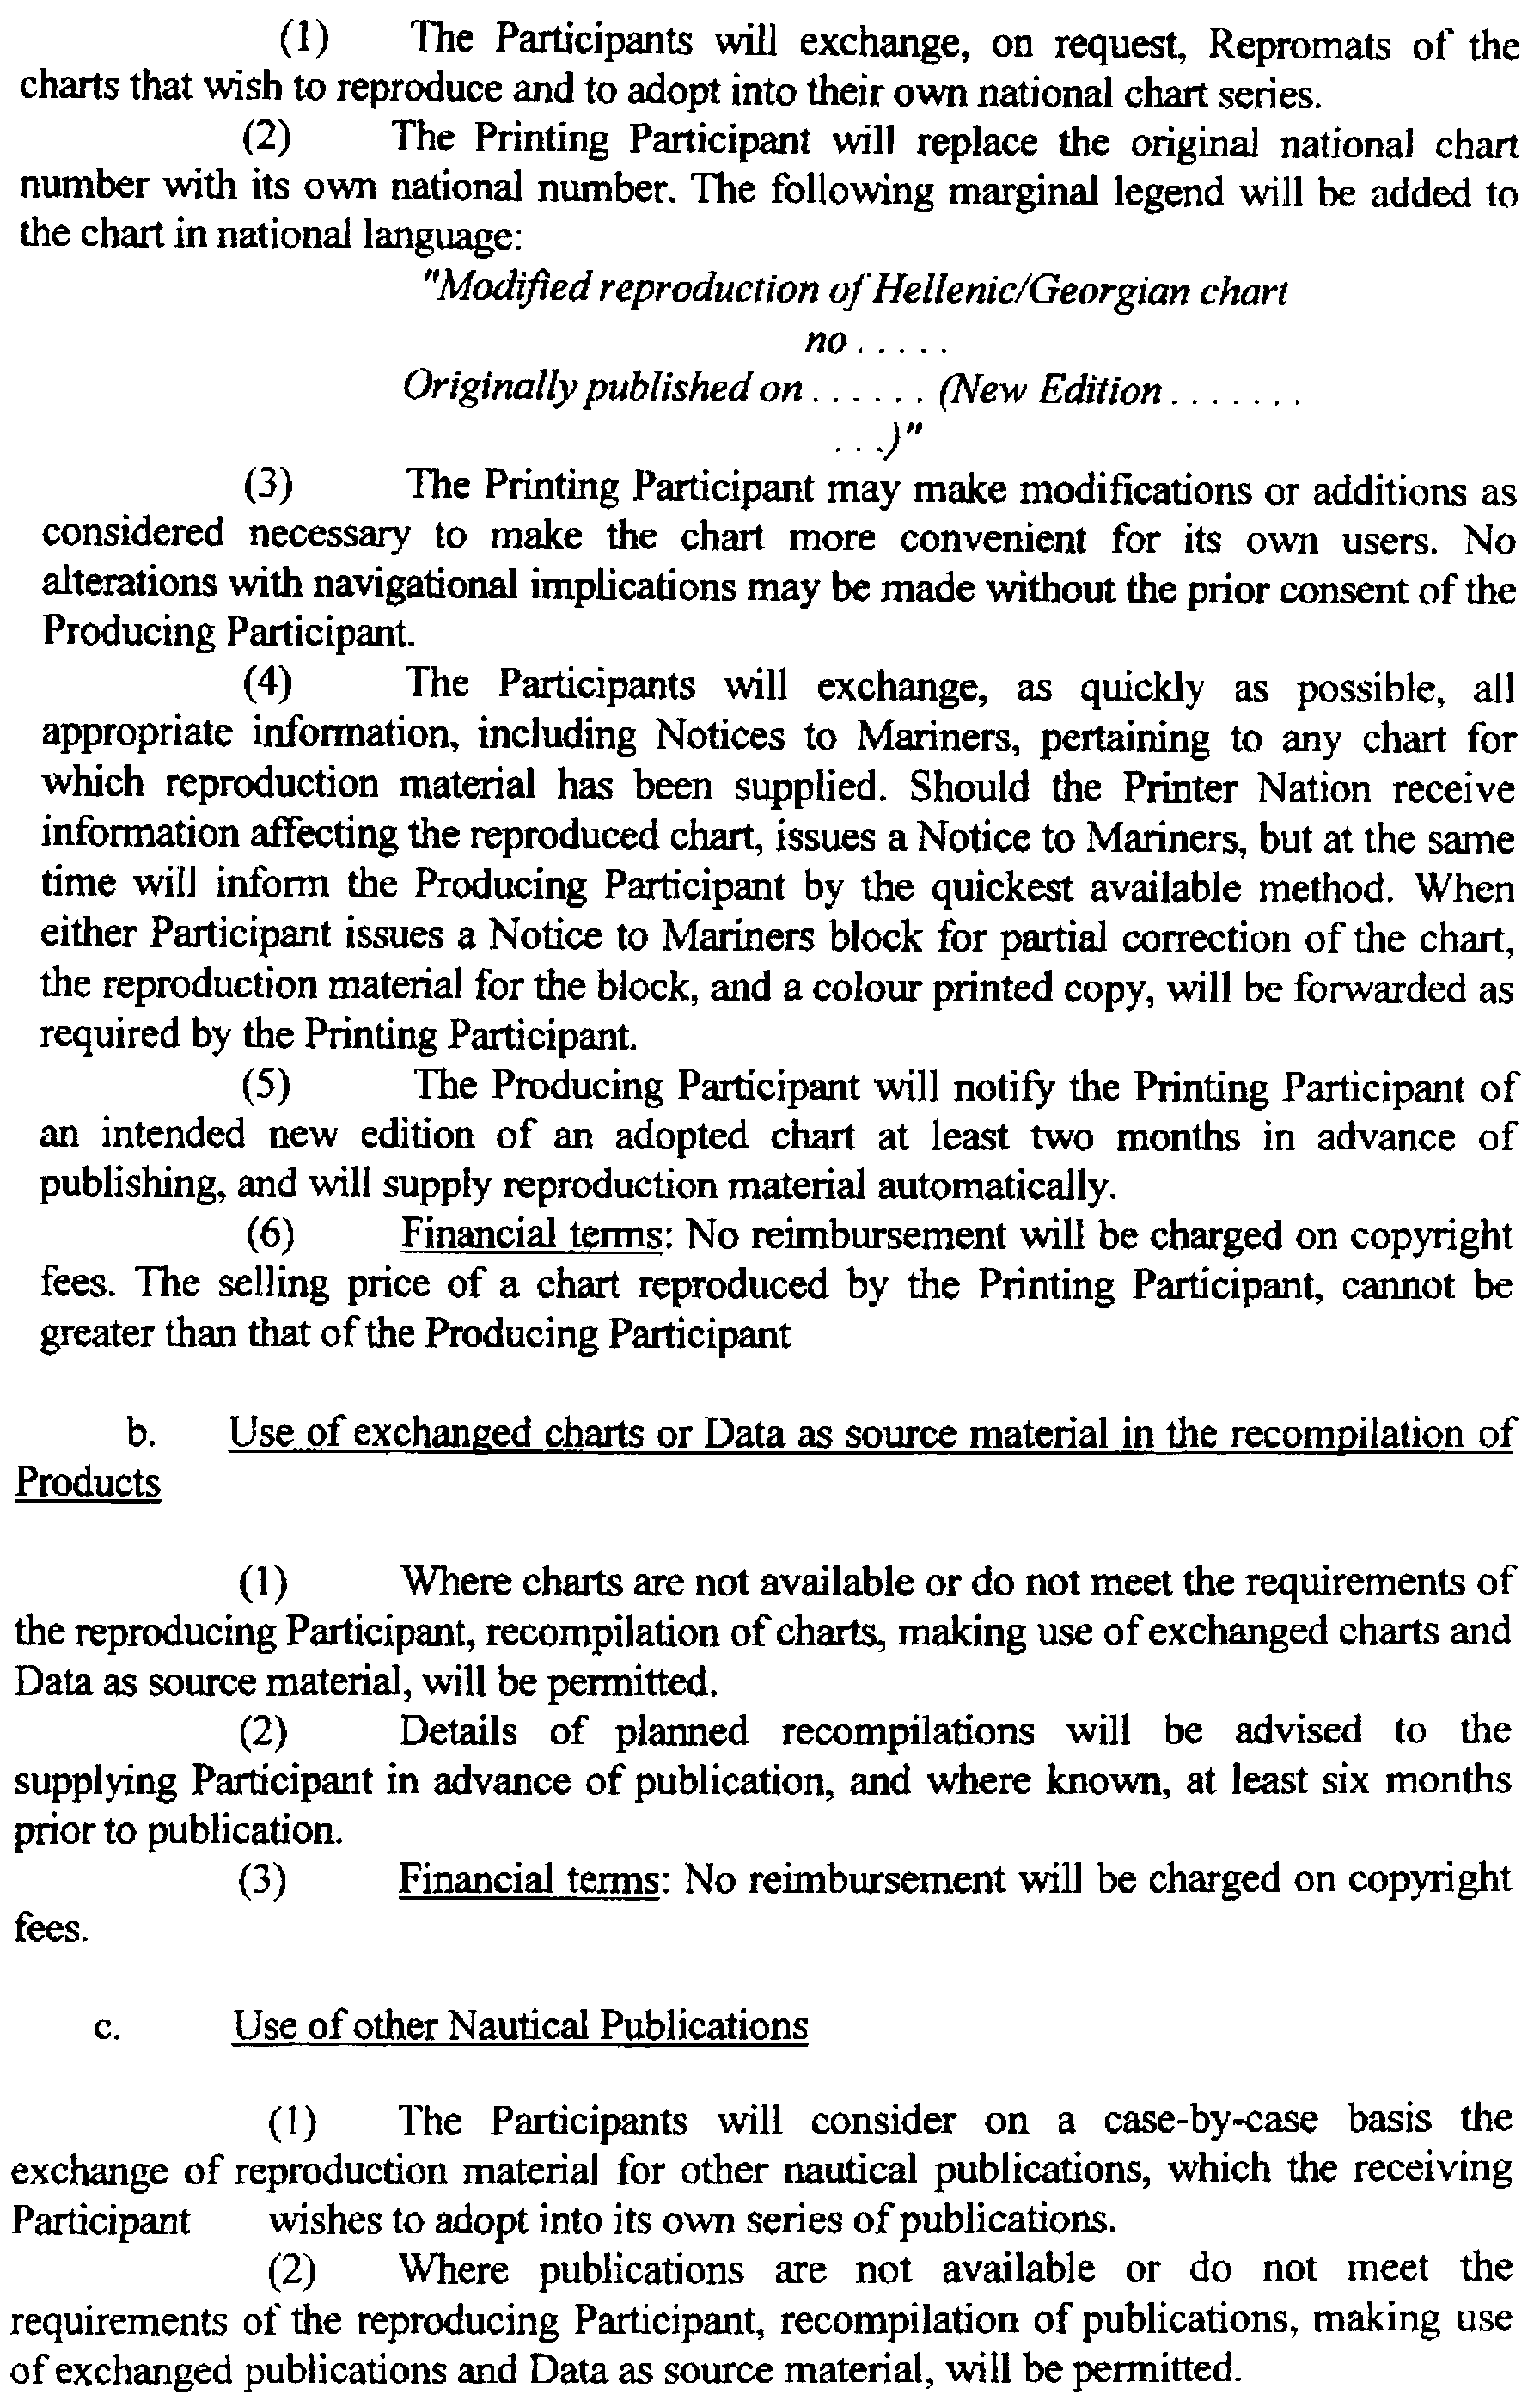 (1) The Participants will exchange, on request, Repromats of the
charts that wish to reproduce and to adopt into their own national chart series.
(2) The Printing Participant will replace the original national chart
number with its own national number. The following marginal legend will be added to
the chart in national language:
"Modified reproduction of Hellenic/Georgian chart
no . . . . .
Originally published on . . . . . . (New Edition . . . . . . .
. . .)"
(3) The Printing Participant may make modifications or additions as
considered necessary to make the chart more convenient for its own users. No
alterations with navigational implications may be made without the prior consent of the
Producing Participant.
(4) The Participants will exchange, as quickly as possible, all
appropriate information, including Notices to Mariners, pertaining to any chart for
which reproduction material has been supplied. Should the Printer Nation receive
information affecting the reproduced chart, issues a Notice to Mariners, but at the same
time will inform the Producing Participant by the quickest available method. When
either Participant issues a Notice to Mariners block for partial correction of the chart,
the reproduction material for the block, and a colour printed copy, will be forwarded as
required by the Printing Participant.
(5) The Producing Participant will notify the Printing Participant of
an intended new edition of an adopted chart at least two months in advance of
publishing, and will supply reproduction material automatically.
(6) Financial terms: No reimbursement will be charged on copyright
fees. The selling price of a chart reproduced by the Printing Participant, cannot be
greater than that of the Producing Participant
b. Use of exchanged charts or Data as source material in the recompilation of
Products
(1) Where charts are not available or do not meet the requirements of
the reproducing Participant, recompilation of charts, making use of exchanged charts and
Data as source material, will be permitted.
(2) Details of planned recompilations will be advised to the
supplying Participant in advance of publication, and where known, at least six months
prior to publication.
(3) Financial terms: No reimbursement will be charged on copyright
fees.
c. Use of other Nautical Publications
(1) The Participants will consider on a case-by-case basis the
exchange of reproduction material for other nautical publications, which the receiving
Participant wishes to adopt into its own series of publications.
(2) Where publications are not available or do not meet the
requirements of the reproducing Participant, recompilation of publications, making use
of exchanged publications and Data as source material, will be permitted.